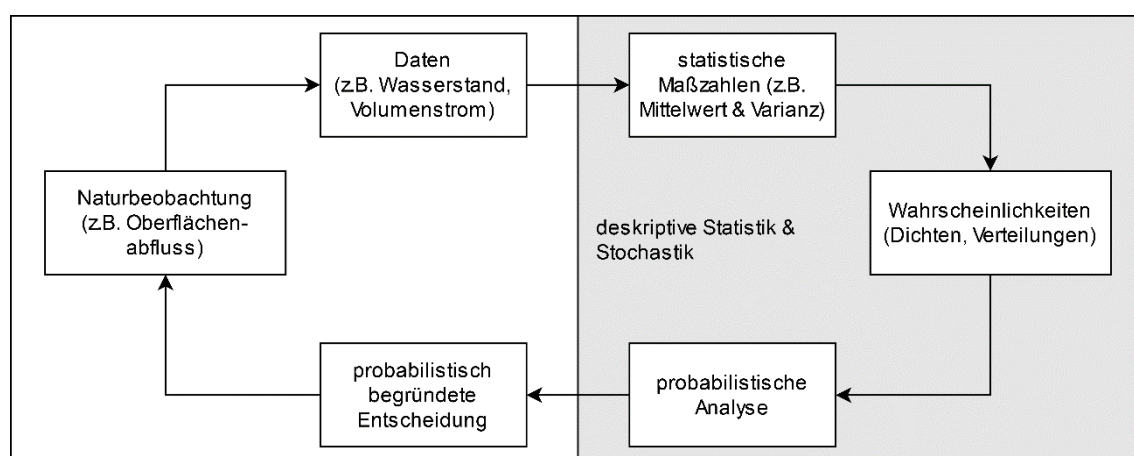 Daten
(z.B. Wasserstand,
Volumenstrom)
statistische
Maßzahlen (z.B.
Mittelwert & Varianz)
Naturbeobachtung
(z.B. Oberflächen-
abfluss)
Wahrscheinlichkeiten
(Dichten, Verteilungen)
deskriptive Statistik &
Stochastik
probabilistisch
begründete
Entscheidung
probabilistische
Analyse